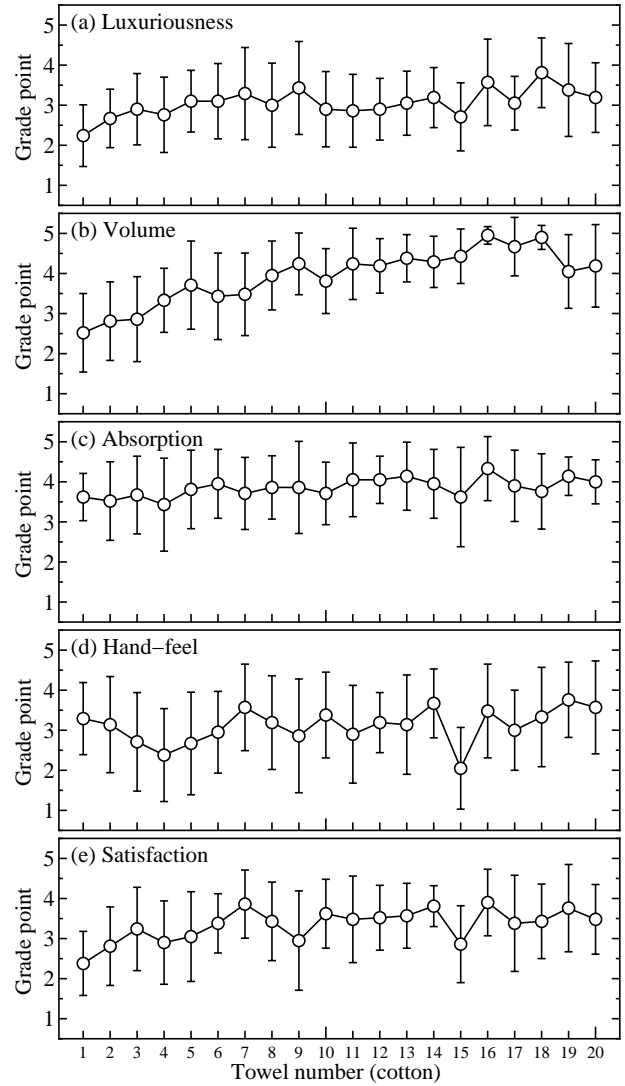 (a) Luxuriousness
Grade point
5
4
3
2
1
(b) Volume
Grade point
5
4
3
2
1
(c) Absorption
Grade point
5
4
3
2
1
(d) Hand−feel
Grade point
5
4
3
2
1
(e) Satisfaction
Grade point
5
4
3
2
1
1 2 3 4 5 6 7 8 9 10 11 12 13 14 15 16 17 18 19 20
Towel number (cotton)